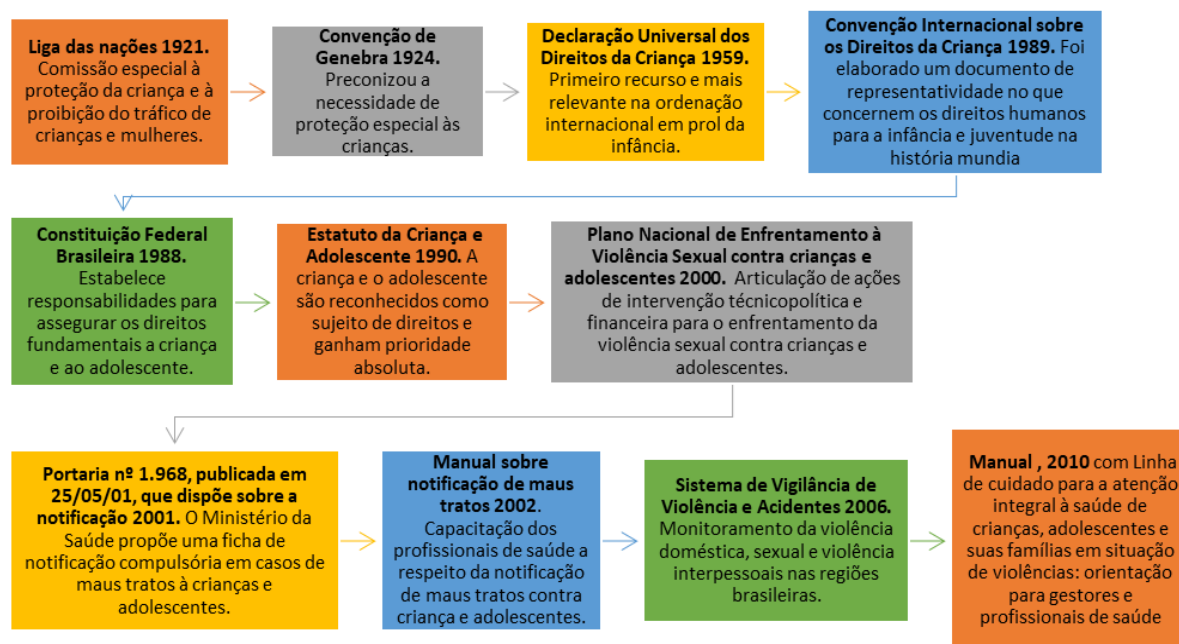 Liga das nações 1921.
Comissão especial à
proteção da criança e à
proibição do tráfico de
crianças e mulheres.
Convenção de
Genebra 1924.
Preconizou a
necessidade de
proteção especial às
crianças.
Declaração Universal dos
Direitos da Criança 1959.
Primeiro recurso e mais
relevante na ordenação
internacional em prol da
infância.
Convenção Internacional sobre
os Direitos da Criança 1989. Foi
elaborado um documento de
representatividade no que
concernem os direitos humanos
para a infância e juventude na
história mundia
Constituição Federal
Brasileira 1988.
Estabelece
responsabilidades para
assegurar os direitos
fundamentais a criança
e ao adolescente.
Estatuto da Criança e
Adolescente 1990. A
criança e o adolescente
são reconhecidos como
sujeito de direitos e
ganham prioridade
absoluta.
Plano Nacional de Enfrentamento à
Violência Sexual contra crianças e
adolescentes 2000. Articulação de ações
de intervenção técnicopolítica e
financeira para o enfrentamento da
violência sexual contra crianças e
adolescentes.
Portaria nº 1.968, publicada em
25/05/01, que dispõe sobre a
notificação 2001. O Ministério da
Saúde propõe uma ficha de
notificação compulsória em casos de
maus tratos à crianças e
adolescentes.
Manual sobre
notificação de maus
tratos 2002.
Capacitação dos
profissionais de saúde a
respeito da notificação
de maus tratos contra
criança e adolescentes.
Sistema de Vigilância de
Violência e Acidentes 2006.
Monitoramento da violência
doméstica, sexual e violência
interpessoais nas regiões
brasileiras.
Manual , 2010 com Linha
de cuidado para a atenção
integral à saúde de
crianças, adolescentes e
suas famílias em situação
de violências: orientação
para gestores e
profissionais de saúde